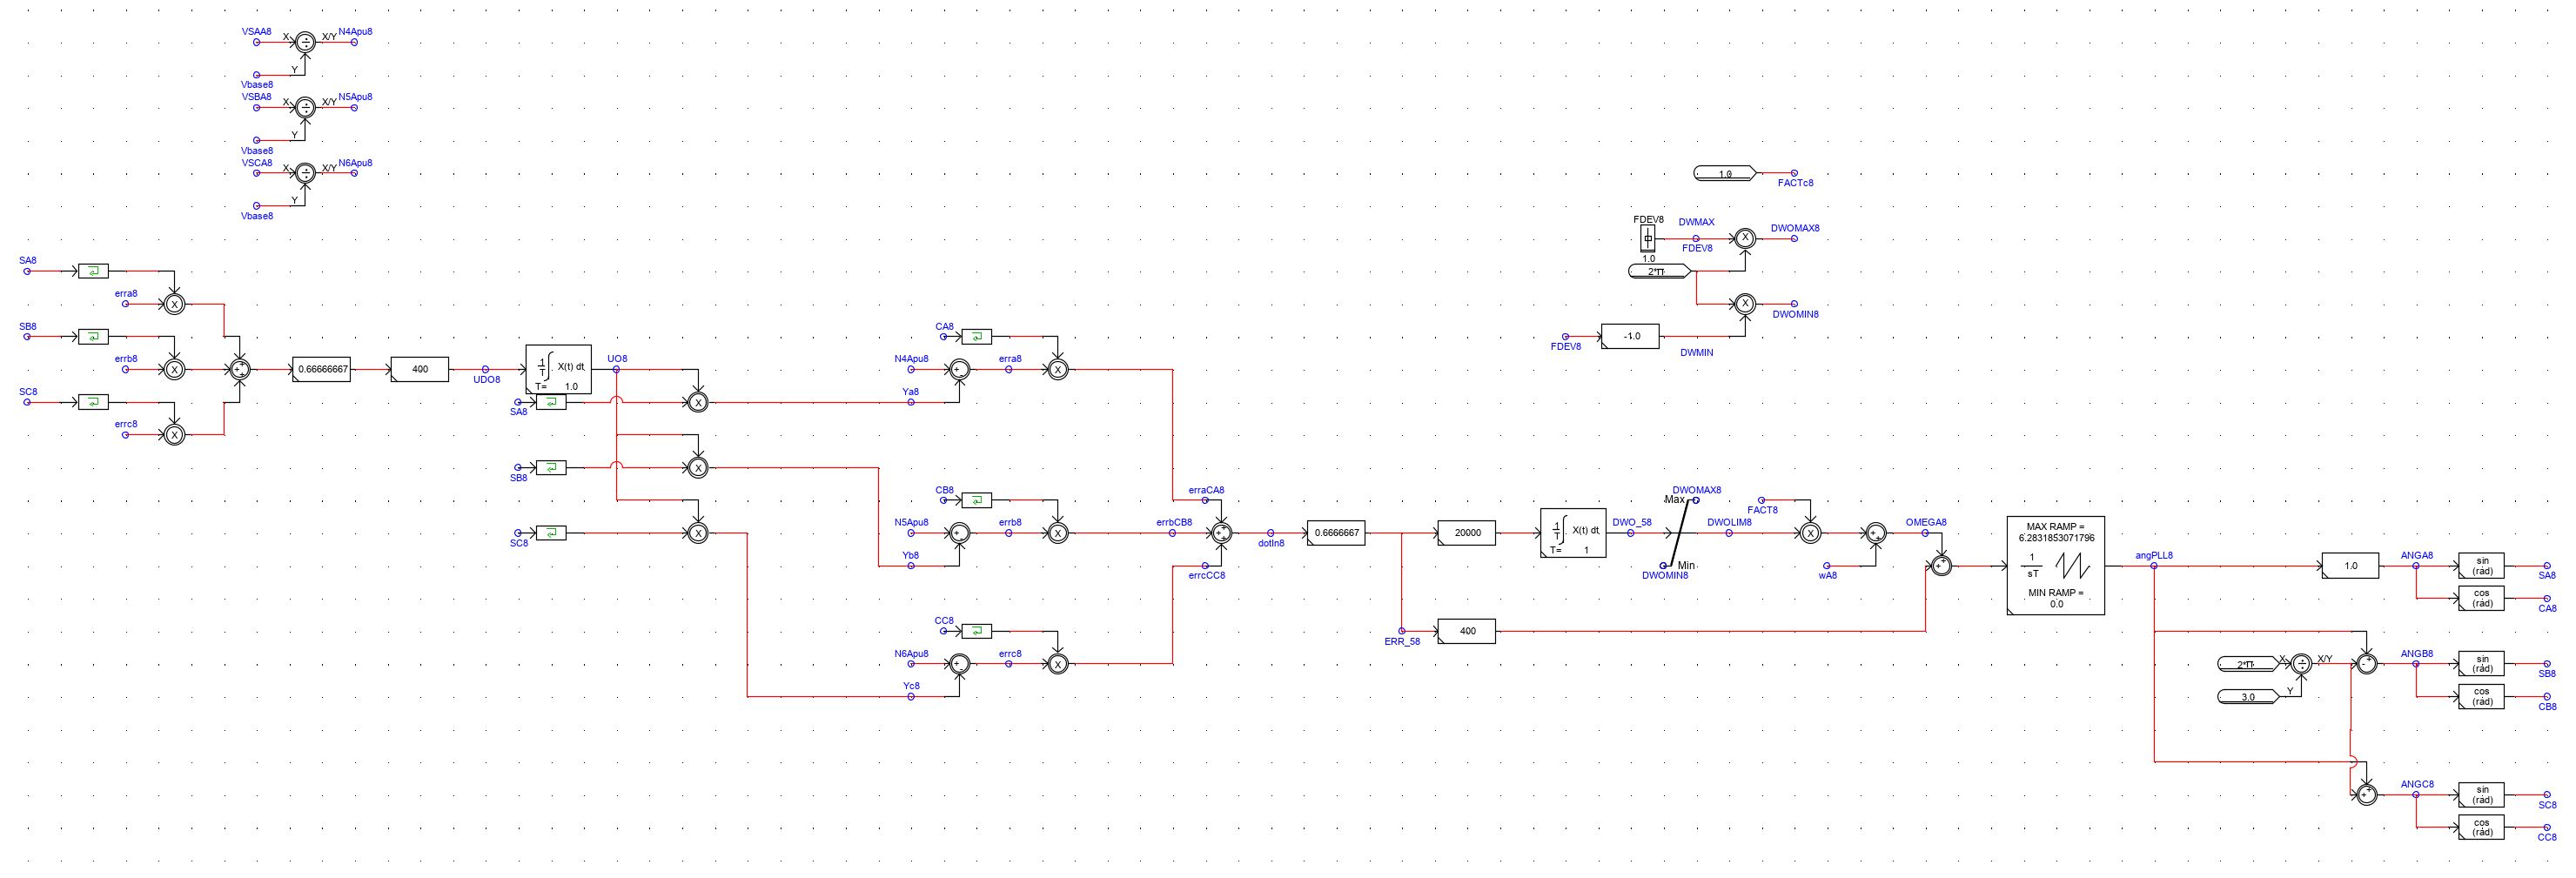 VSAA8 X X/Y N4Apu8
÷
Y
Vbase8
VSBA8 X X/Y N5Apu8
÷
Y
Vbase8
VSCA8 X X/Y N6Apu8
÷
Y
Vbase8
1.0
FACTc8
FDEV8 DWMAX DWOMAX8
X
FDEV8
1.0
2*π
X
DWOMIN8
FDEV8
-1.0
DWMIN
SA8
erra8
X
SB8
errb8
X
SC8
errc8
X
+ + +
0.66666667
400
UDO8
1/T ∫ X(t) dt
T= 1.0
UO8
SA8
X
SB8
X
SC8
X
CA8
N4Apu8
+ -
erra8
X
Ya8
CB8
N5Apu8
+ -
errb8
X
Yb8
CC8
N6Apu8
+ -
errc8
X
Yc8
erraCA8
errbCB8
+ + +
errcCC8
dotIn8
0.6666667
20000
1/T ∫ X(t) dt
T= 1
DWO_58
DWOMAX8
Max
Min
DWOMIN8
DWOLIM8
FACT8
X
wA8
+ +
OMEGA8
+ +
ERR_58
400
MAX RAMP =
6.2831853071796
1
sT
MIN RAMP =
0.0
angPLL8
1.0
ANGA8
sin
(rad)
SA8
cos
(rad)
CA8
2*π
X X/Y
÷
3.0
Y
- +
ANGB8
sin
(rad)
SB8
cos
(rad)
CB8
+ +
ANGC8
sin
(rad)
SC8
cos
(rad)
CC8